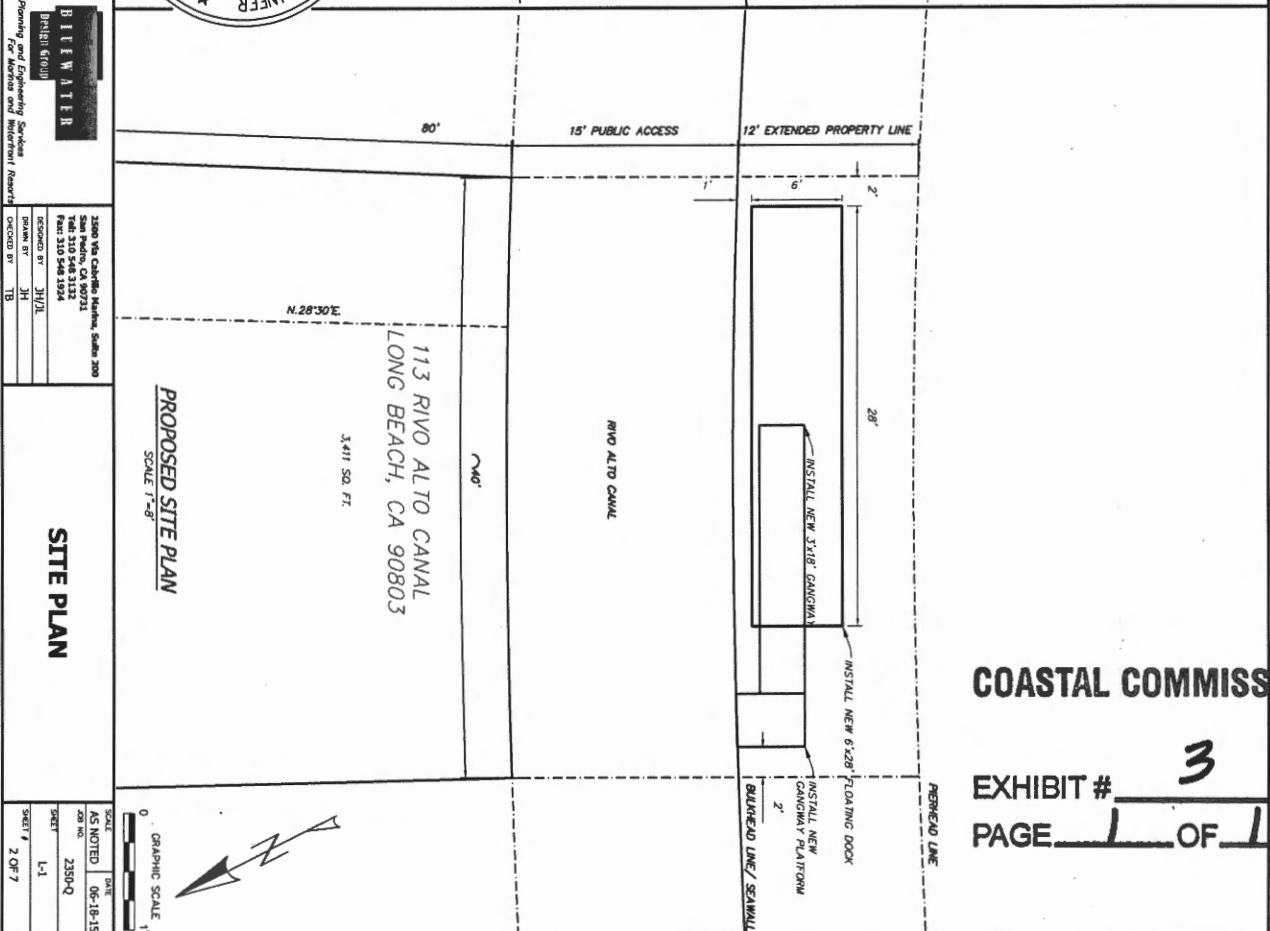 NEER
BLUEWATER
Design Group
Planning and Engineering Services
For Marinas and Waterfront Resorts
2500 Via Cabrillo Marina, Suite 200
San Pedro, CA 90731
Tel: 310 548 3132
Fax: 310 548 1924
DESIGNED BY JH/JL
DRAWN BY JH
CHECKED BY TB
SITE PLAN
SCALE
AS NOTED
DATE
06-18-15
JOB NO.
2350-Q
SHEET
L-1
SHEET #
2 OF 7
80'
15' PUBLIC ACCESS
12' EXTENDED PROPERTY LINE
1'
6'
2'
28'
N.28°30'E.
113 RIVO ALTO CANAL
LONG BEACH, CA 90803
3,411 SQ. FT.
~40'
RIVO ALTO CANAL
INSTALL NEW 3'x18' GANGWAY
INSTALL NEW 6'x28' FLOATING DOCK
INSTALL NEW
GANGWAY PLATFORM
2'
BULKHEAD LINE/ SEAWALL
PIERHEAD LINE
PROPOSED SITE PLAN
SCALE 1"=8'
N
0
GRAPHIC SCALE
COASTAL COMMISS
EXHIBIT # 3
PAGE 1 OF 1